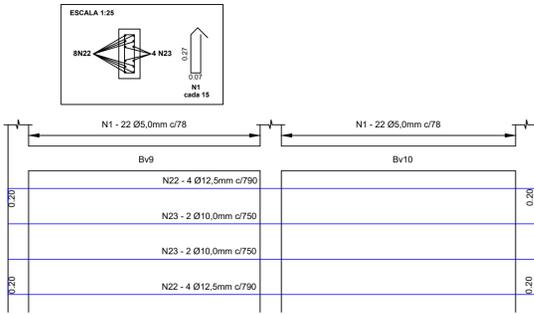 ESCALA 1:25
8N22
4 N23
0.27
0.07
N1
cada 15
N1 - 22 Ø5,0mm c/78
N1 - 22 Ø5,0mm c/78
Bv9
Bv10
N22 - 4 Ø12,5mm c/790
0.20
0.20
N23 - 2 Ø10,0mm c/750
N23 - 2 Ø10,0mm c/750
0.20
0.20
N22 - 4 Ø12,5mm c/790